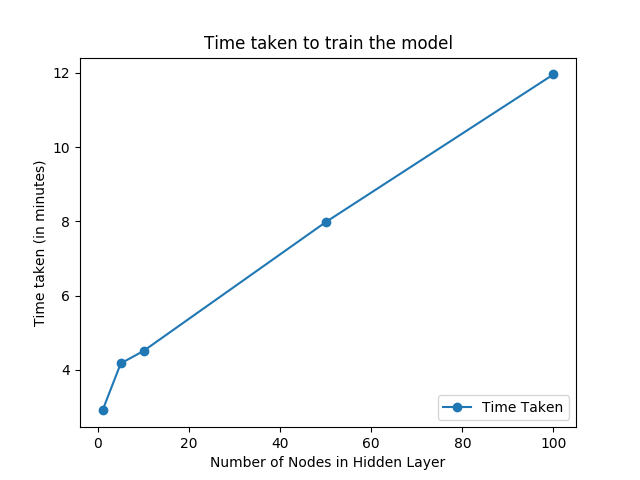 Time taken to train the model
Time taken (in minutes)
12
10
8
6
4
0 20 40 60 80 100
Number of Nodes in Hidden Layer
Time Taken